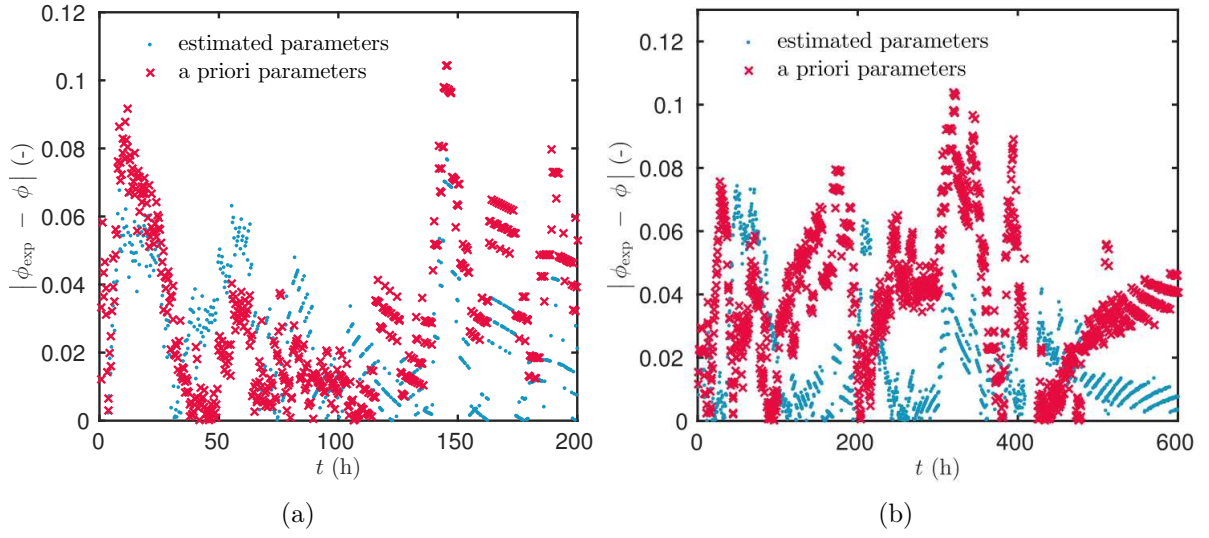 0.12
0.1
0.08
0.06
0.04
0.02
0
estimated parameters
a priori parameters
| ϕexp − ϕ | (-)
0 50 100 150 200
t (h)
(a)
0.12
0.1
0.08
0.06
0.04
0.02
0
estimated parameters
a priori parameters
| ϕexp − ϕ | (-)
0 200 400 600
t (h)
(b)